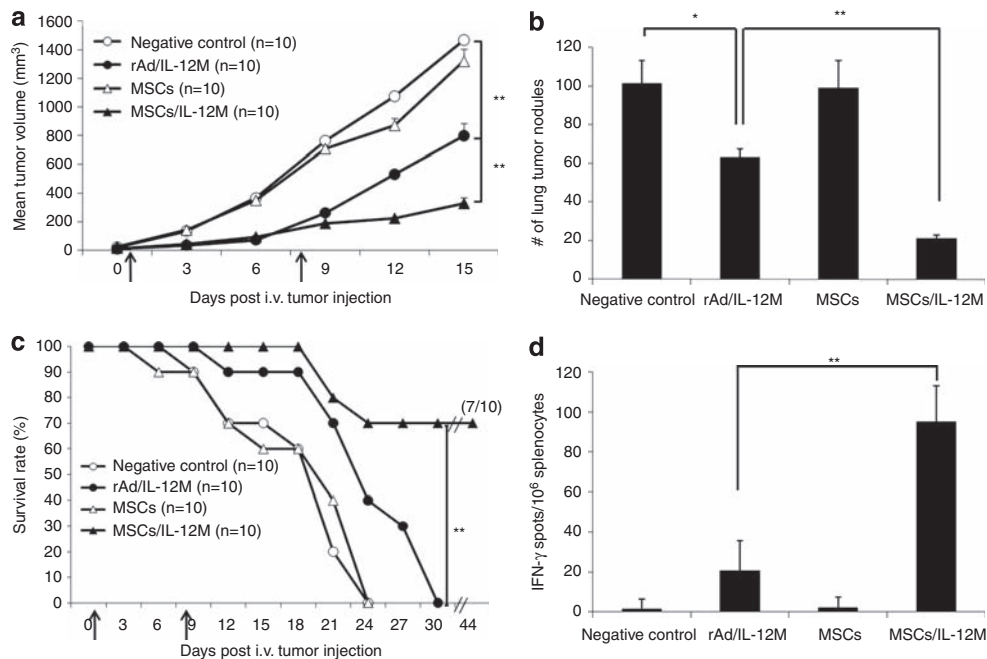 a
Mean tumor volume (mm³)
1600
1400
1200
1000
800
600
400
200
0
Negative control (n=10)
rAd/IL-12M (n=10)
MSCs (n=10)
MSCs/IL-12M (n=10)
**
**
0 3 6 9 12 15
Days post i.v. tumor injection
b
# of lung tumor nodules
120
100
80
60
40
20
0
* **
Negative control rAd/IL-12M MSCs MSCs/IL-12M
c
Survival rate (%)
100
90
80
70
60
50
40
30
20
10
0
(7/10)
Negative control (n=10)
rAd/IL-12M (n=10)
MSCs (n=10)
MSCs/IL-12M (n=10)
**
0 3 6 9 12 15 18 21 24 27 30 44
Days post i.v. tumor injection
d
IFN-γ spots/10⁶ splenocytes
120
100
80
60
40
20
0
**
Negative control rAd/IL-12M MSCs MSCs/IL-12M